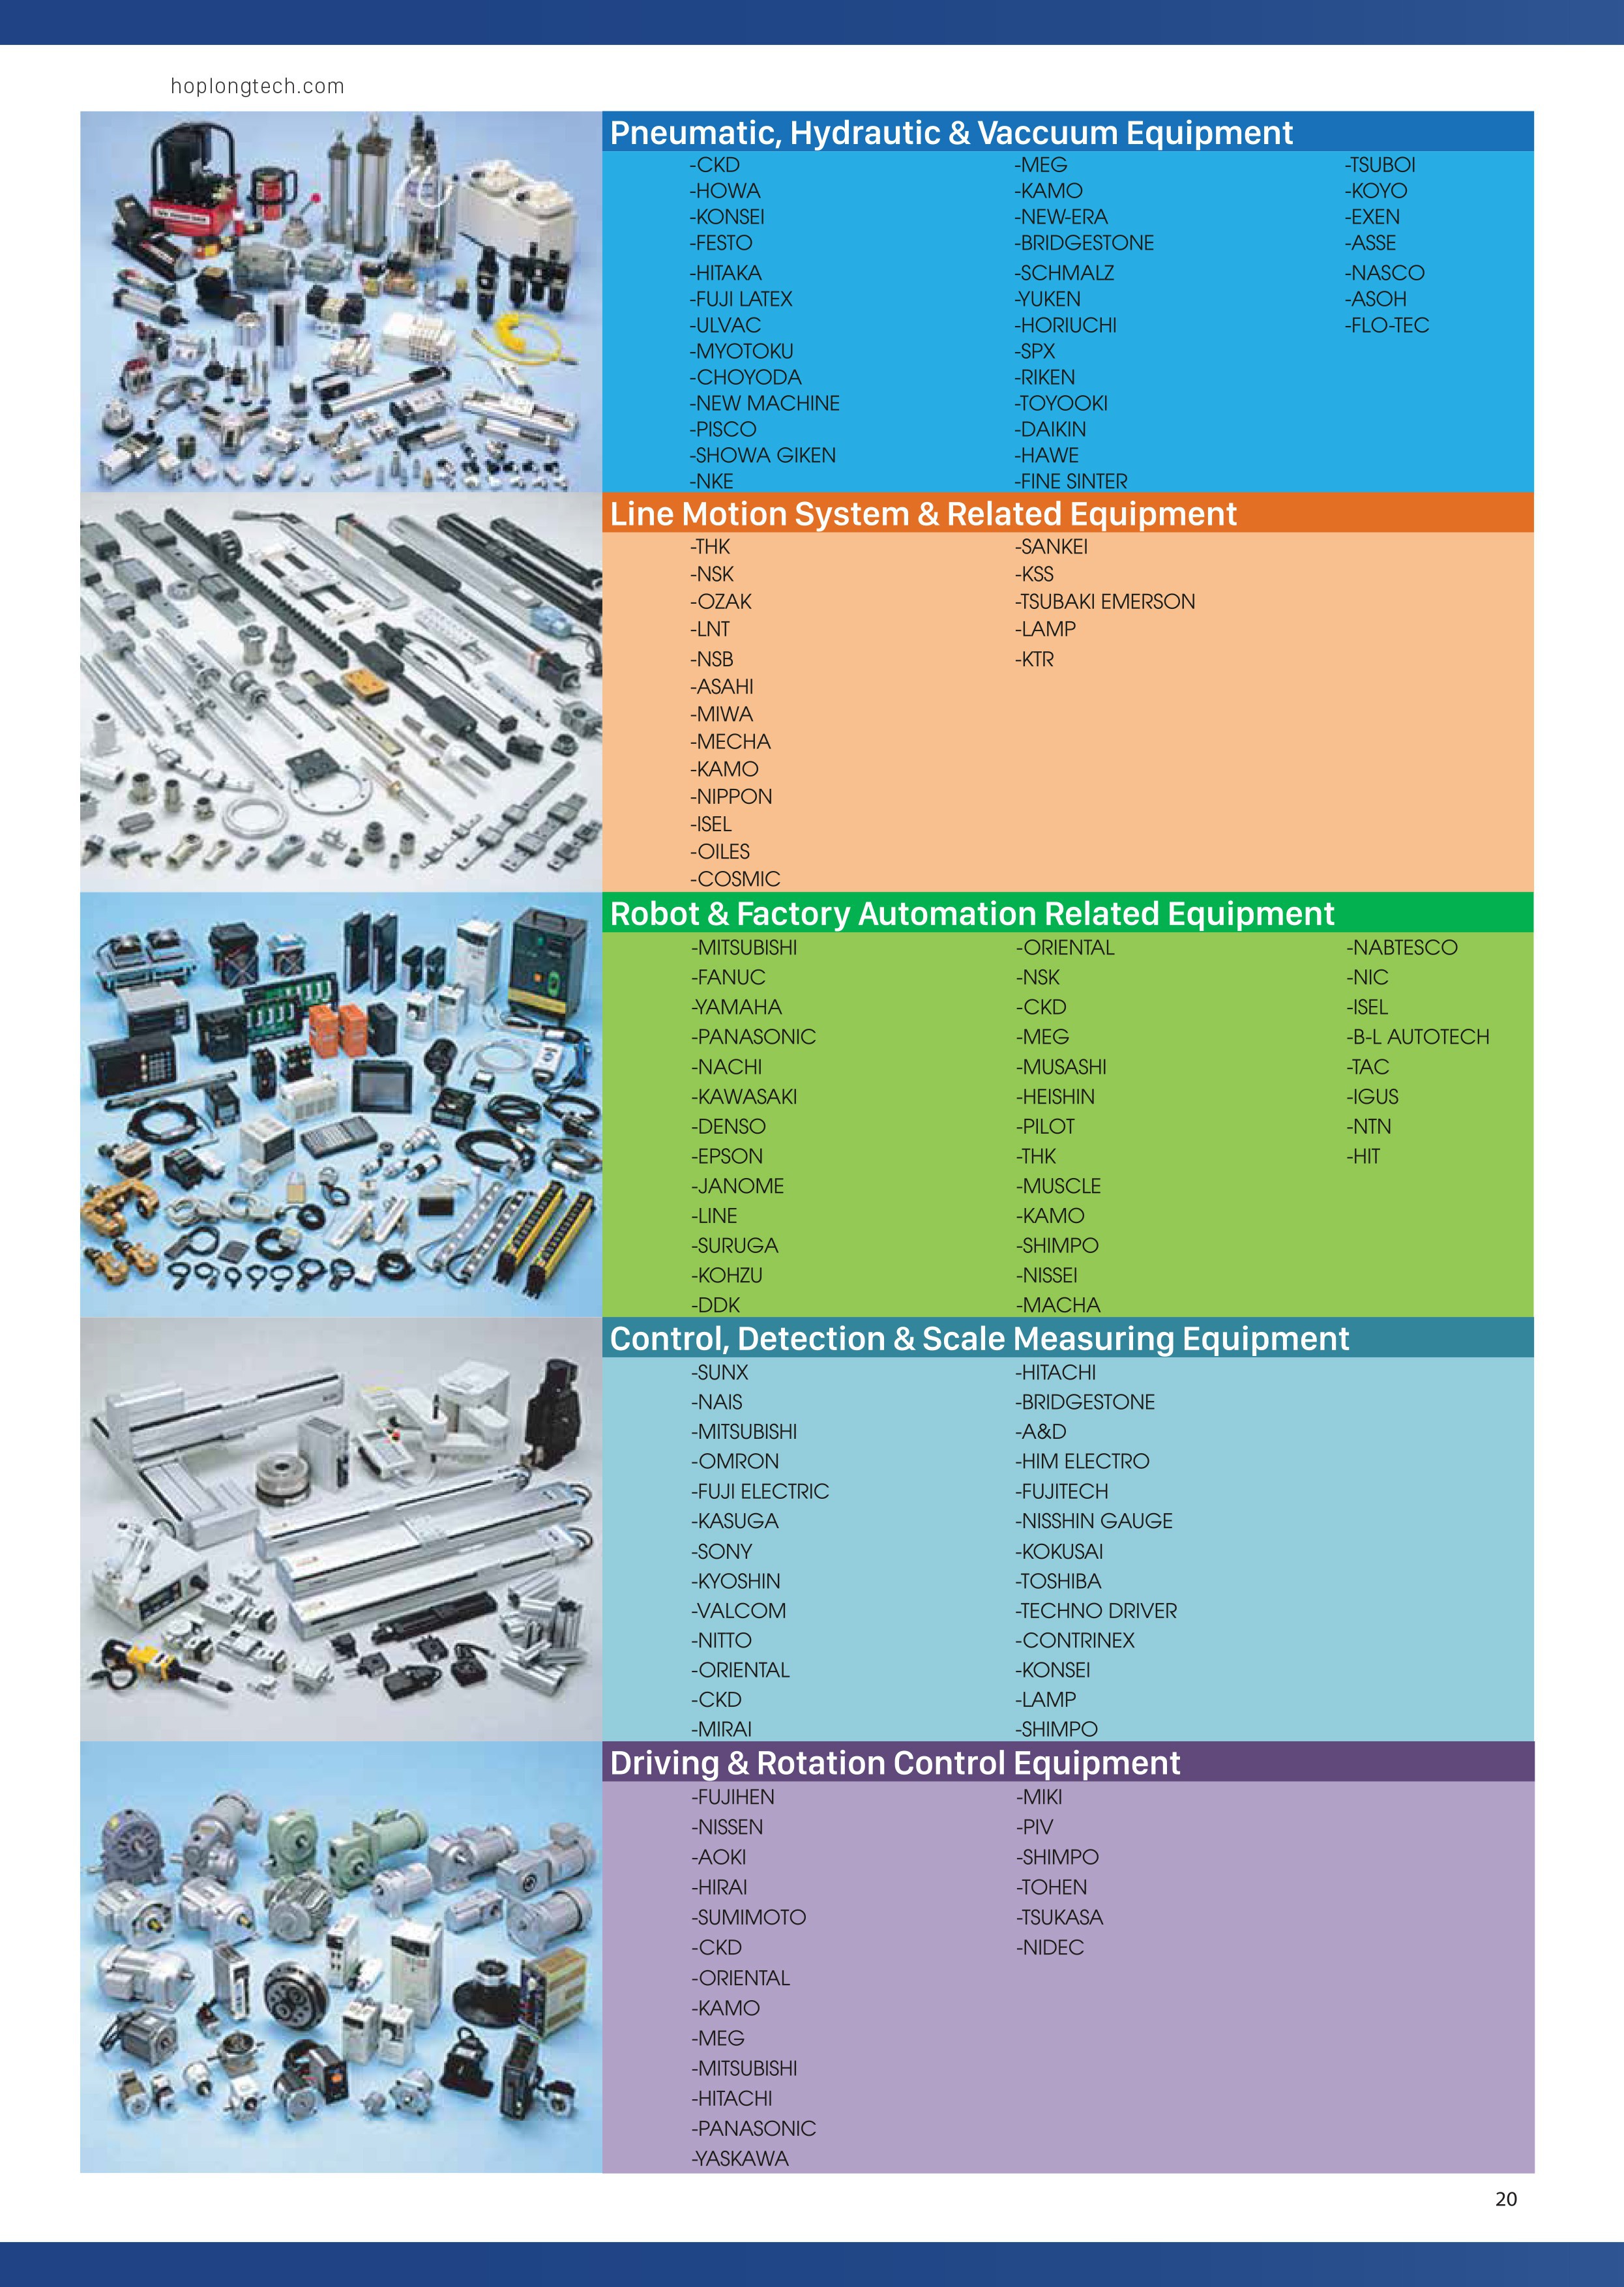 hoplongtech.com
Pneumatic, Hydrautic & Vaccuum Equipment
-CKD
-HOWA
-KONSEI
-FESTO
-HITAKA
-FUJI LATEX
-ULVAC
-MYOTOKU
-CHOYODA
-NEW MACHINE
-PISCO
-SHOWA GIKEN
-NKE
-MEG
-KAMO
-NEW-ERA
-BRIDGESTONE
-SCHMALZ
-YUKEN
-HORIUCHI
-SPX
-RIKEN
-TOYOOKI
-DAIKIN
-HAWE
-FINE SINTER
-TSUBOI
-KOYO
-EXEN
-ASSE
-NASCO
-ASOH
-FLO-TEC
Line Motion System & Related Equipment
-THK
-NSK
-OZAK
-LNT
-NSB
-ASAHI
-MIWA
-MECHA
-KAMO
-NIPPON
-ISEL
-OILES
-COSMIC
-SANKEI
-KSS
-TSUBAKI EMERSON
-LAMP
-KTR
Robot & Factory Automation Related Equipment
-MITSUBISHI
-FANUC
-YAMAHA
-PANASONIC
-NACHI
-KAWASAKI
-DENSO
-EPSON
-JANOME
-LINE
-SURUGA
-KOHZU
-DDK
-ORIENTAL
-NSK
-CKD
-MEG
-MUSASHI
-HEISHIN
-PILOT
-THK
-MUSCLE
-KAMO
-SHIMPO
-NISSEI
-MACHA
-NABTESCO
-NIC
-ISEL
-B-L AUTOTECH
-TAC
-IGUS
-NTN
-HIT
Control, Detection & Scale Measuring Equipment
-SUNX
-NAIS
-MITSUBISHI
-OMRON
-FUJI ELECTRIC
-KASUGA
-SONY
-KYOSHIN
-VALCOM
-NITTO
-ORIENTAL
-CKD
-MIRAI
-HITACHI
-BRIDGESTONE
-A&D
-HIM ELECTRO
-FUJITECH
-NISSHIN GAUGE
-KOKUSAI
-TOSHIBA
-TECHNO DRIVER
-CONTRINEX
-KONSEI
-LAMP
-SHIMPO
Driving & Rotation Control Equipment
-FUJIHEN
-NISSEN
-AOKI
-HIRAI
-SUMIMOTO
-CKD
-ORIENTAL
-KAMO
-MEG
-MITSUBISHI
-HITACHI
-PANASONIC
-YASKAWA
-MIKI
-PIV
-SHIMPO
-TOHEN
-TSUKASA
-NIDEC
20